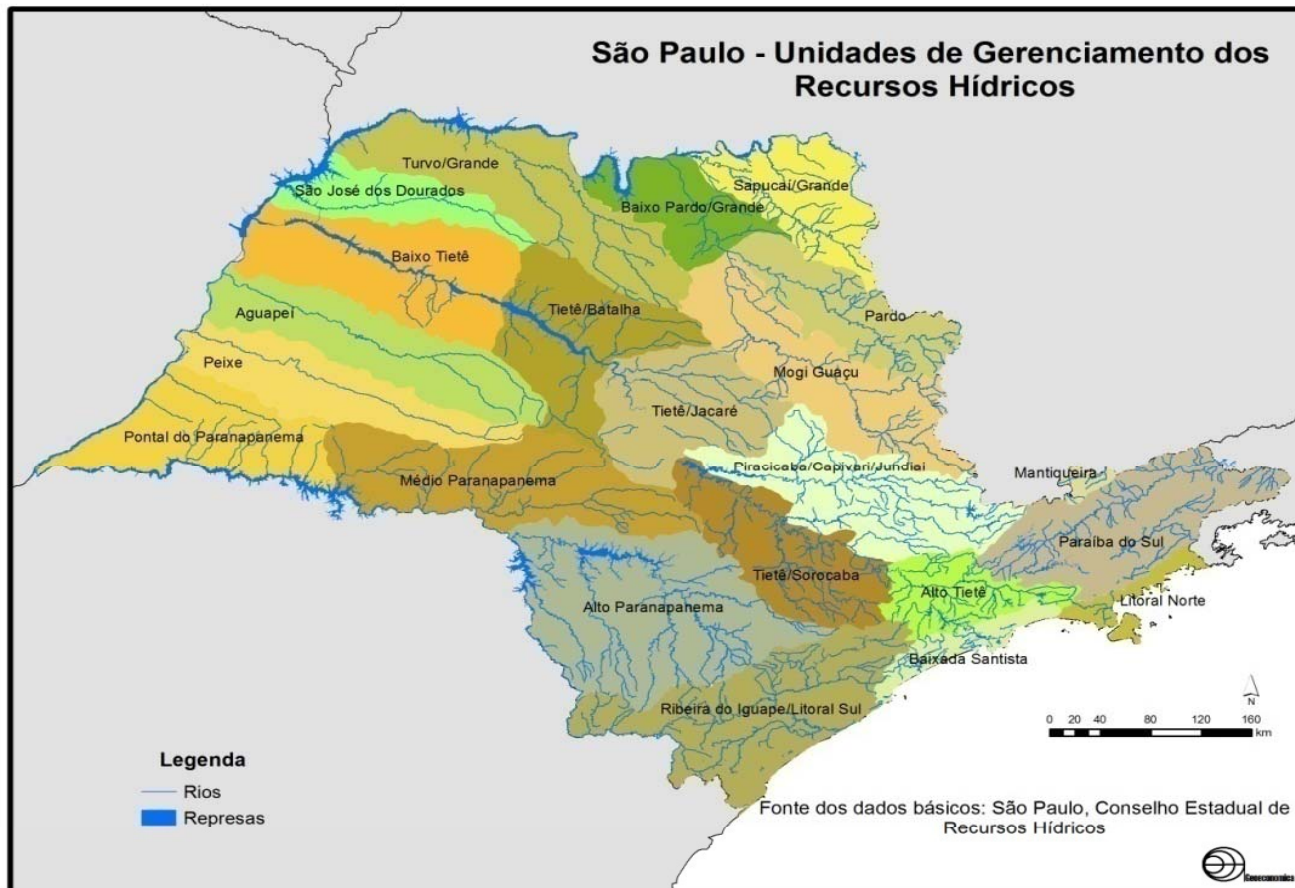 São Paulo - Unidades de Gerenciamento dos
Recursos Hídricos
Turvo/Grande
Sapucaí/Grande
São José dos Dourados
Baixo Pardo/Grande
Baixo Tietê
Aguapeí
Tietê/Batalha
Pardo
Peixe
Mogi Guaçu
Tietê/Jacaré
Pontal do Paranapanema
Piracicaba/Capivari/Jundiaí
Mantiqueira
Médio Paranapanema
Paraíba do Sul
Tietê/Sorocaba
Alto Tietê
Alto Paranapanema
Litoral Norte
Baixada Santista
Ribeira do Iguape/Litoral Sul
N
0 20 40 80 120 160
km
Legenda
Rios
Represas
Fonte dos dados básicos: São Paulo, Conselho Estadual de
Recursos Hídricos